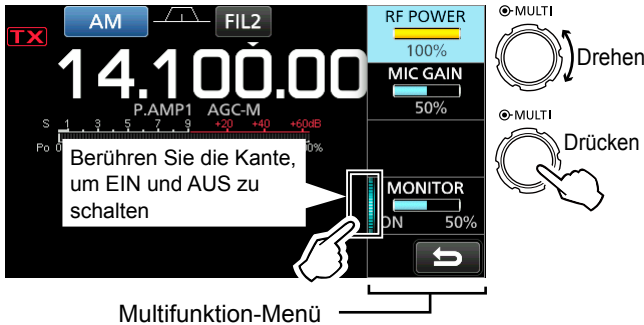 AM
FIL2
TX
14.100.00
P.AMP1 AGC-M
S 1 3 5 7 9 +20 +40 +60dB
Po 0
0%
Berühren Sie die Kante,
um EIN und AUS zu
schalten
RF POWER
100%
MIC GAIN
50%
MONITOR
ON 50%
MULTI
Drehen
MULTI
Drücken
Multifunktion-Menü